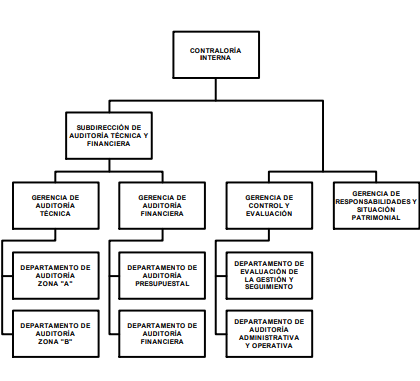 CONTRALORÍA
INTERNA
SUBDIRECCIÓN DE
AUDITORÍA TÉCNICA Y
FINANCIERA
GERENCIA DE
AUDITORÍA
TÉCNICA
GERENCIA DE
AUDITORÍA
FINANCIERA
GERENCIA DE
CONTROL Y
EVALUACIÓN
GERENCIA DE
RESPONSABILIDADES Y
SITUACIÓN
PATRIMONIAL
DEPARTAMENTO DE
AUDITORÍA
ZONA "A"
DEPARTAMENTO DE
AUDITORÍA
PRESUPUESTAL
DEPARTAMENTO DE
EVALUACIÓN DE
LA GESTIÓN Y
SEGUIMIENTO
DEPARTAMENTO DE
AUDITORÍA
ZONA "B"
DEPARTAMENTO DE
AUDITORÍA
FINANCIERA
DEPARTAMENTO DE
AUDITORÍA
ADMINISTRATIVA
Y OPERATIVA